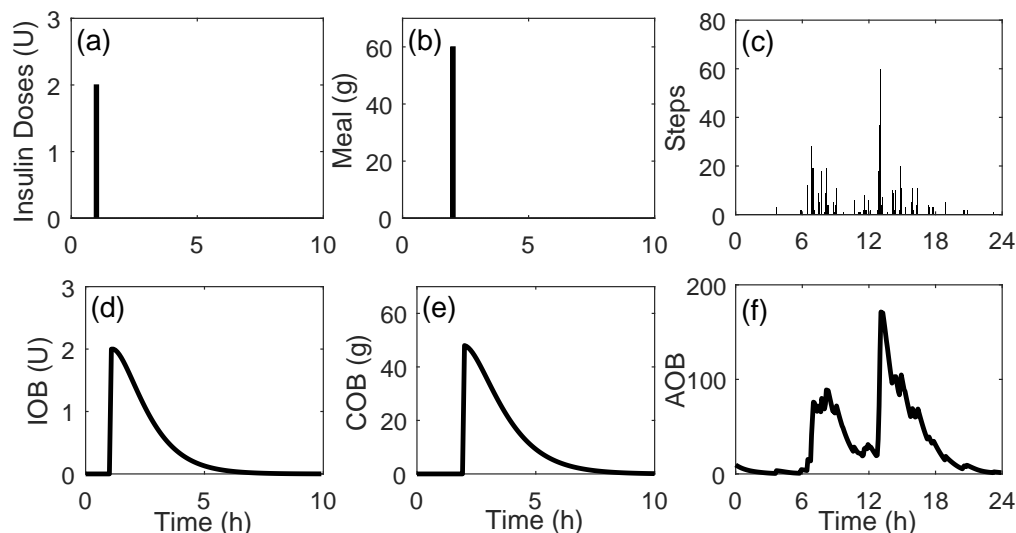 Insulin Doses (U)
3
2
1
0
(a)
0 5 10
Meal (g)
60
40
20
0
(b)
0 5 10
Steps
80
60
40
20
0
(c)
0 6 12 18 24
IOB (U)
3
2
1
0
(d)
0 5 10
Time (h)
COB (g)
60
40
20
0
(e)
0 5 10
Time (h)
AOB
200
100
0
(f)
0 6 12 18 24
Time (h)